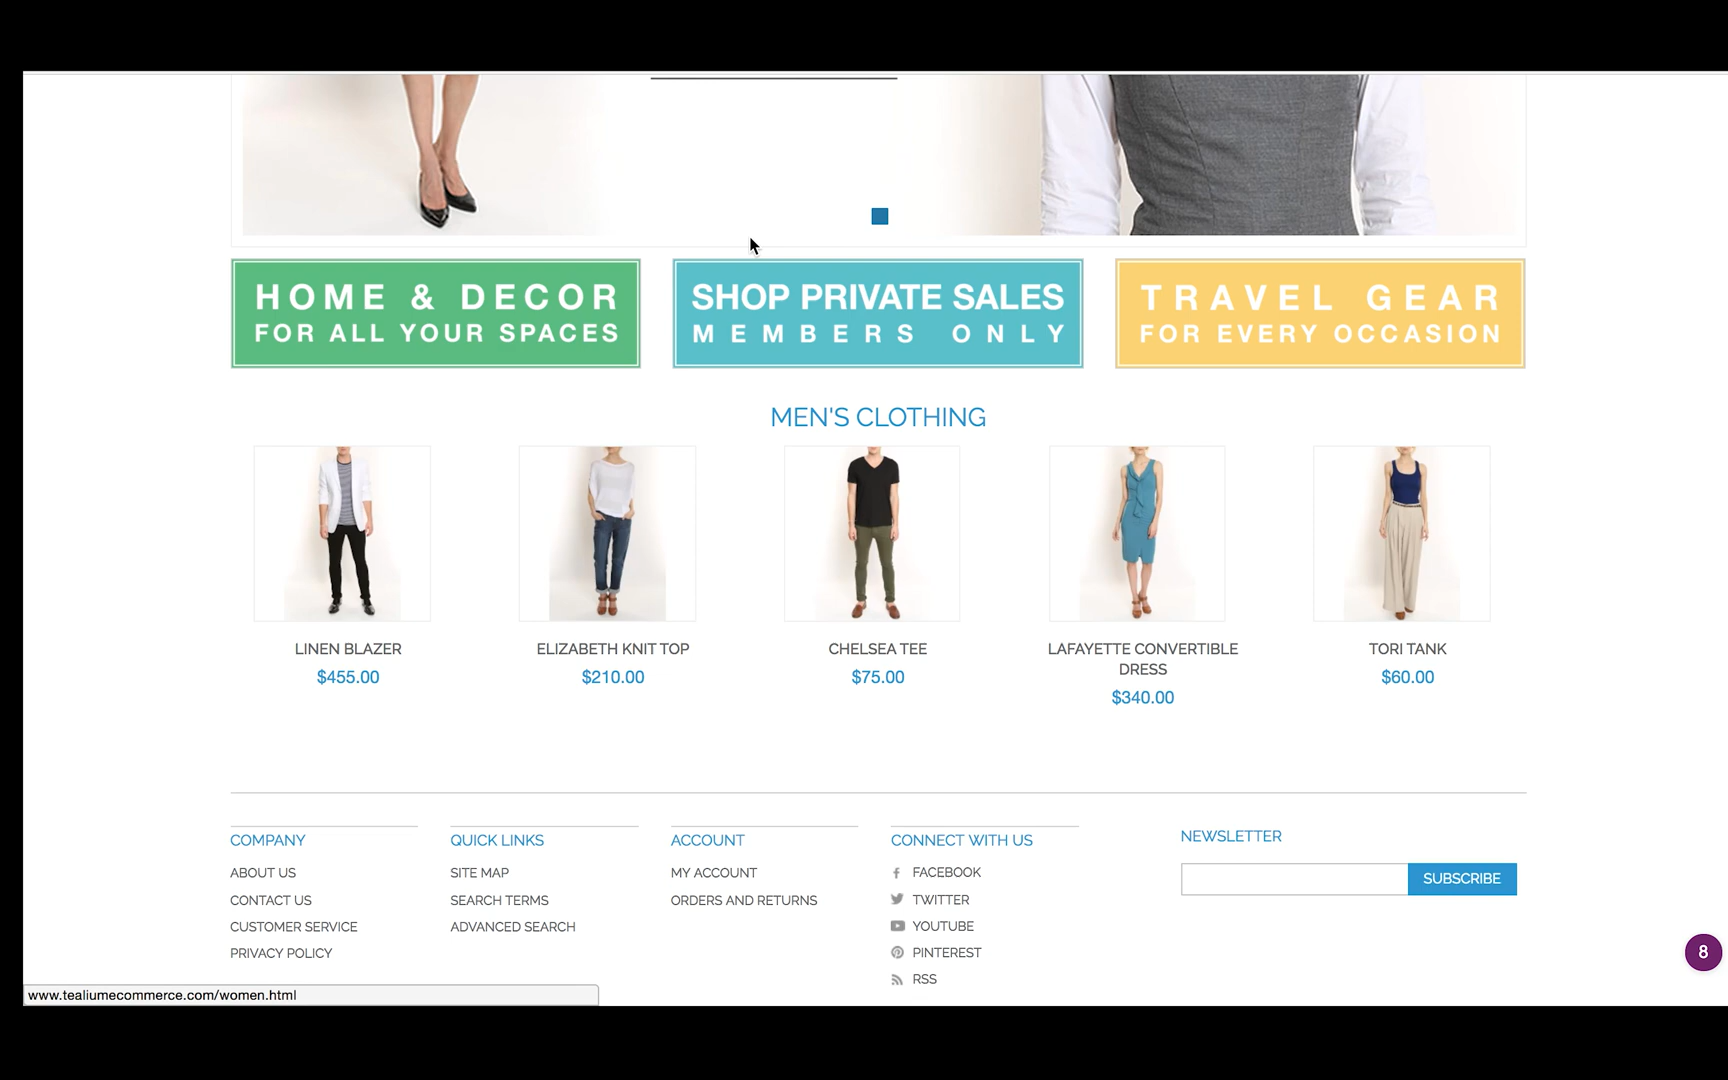 HOME & DECOR
FOR ALL YOUR SPACES
SHOP PRIVATE SALES
MEMBERS ONLY
TRAVEL GEAR
FOR EVERY OCCASION
MEN'S CLOTHING
LINEN BLAZER
$455.00
ELIZABETH KNIT TOP
$210.00
CHELSEA TEE
$75.00
LAFAYETTE CONVERTIBLE
DRESS
$340.00
TORI TANK
$60.00
COMPANY
ABOUT US
CONTACT US
CUSTOMER SERVICE
PRIVACY POLICY
QUICK LINKS
SITE MAP
SEARCH TERMS
ADVANCED SEARCH
ACCOUNT
MY ACCOUNT
ORDERS AND RETURNS
CONNECT WITH US
FACEBOOK
TWITTER
YOUTUBE
PINTEREST
RSS
NEWSLETTER
SUBSCRIBE
8
www.tealiumecommerce.com/women.html